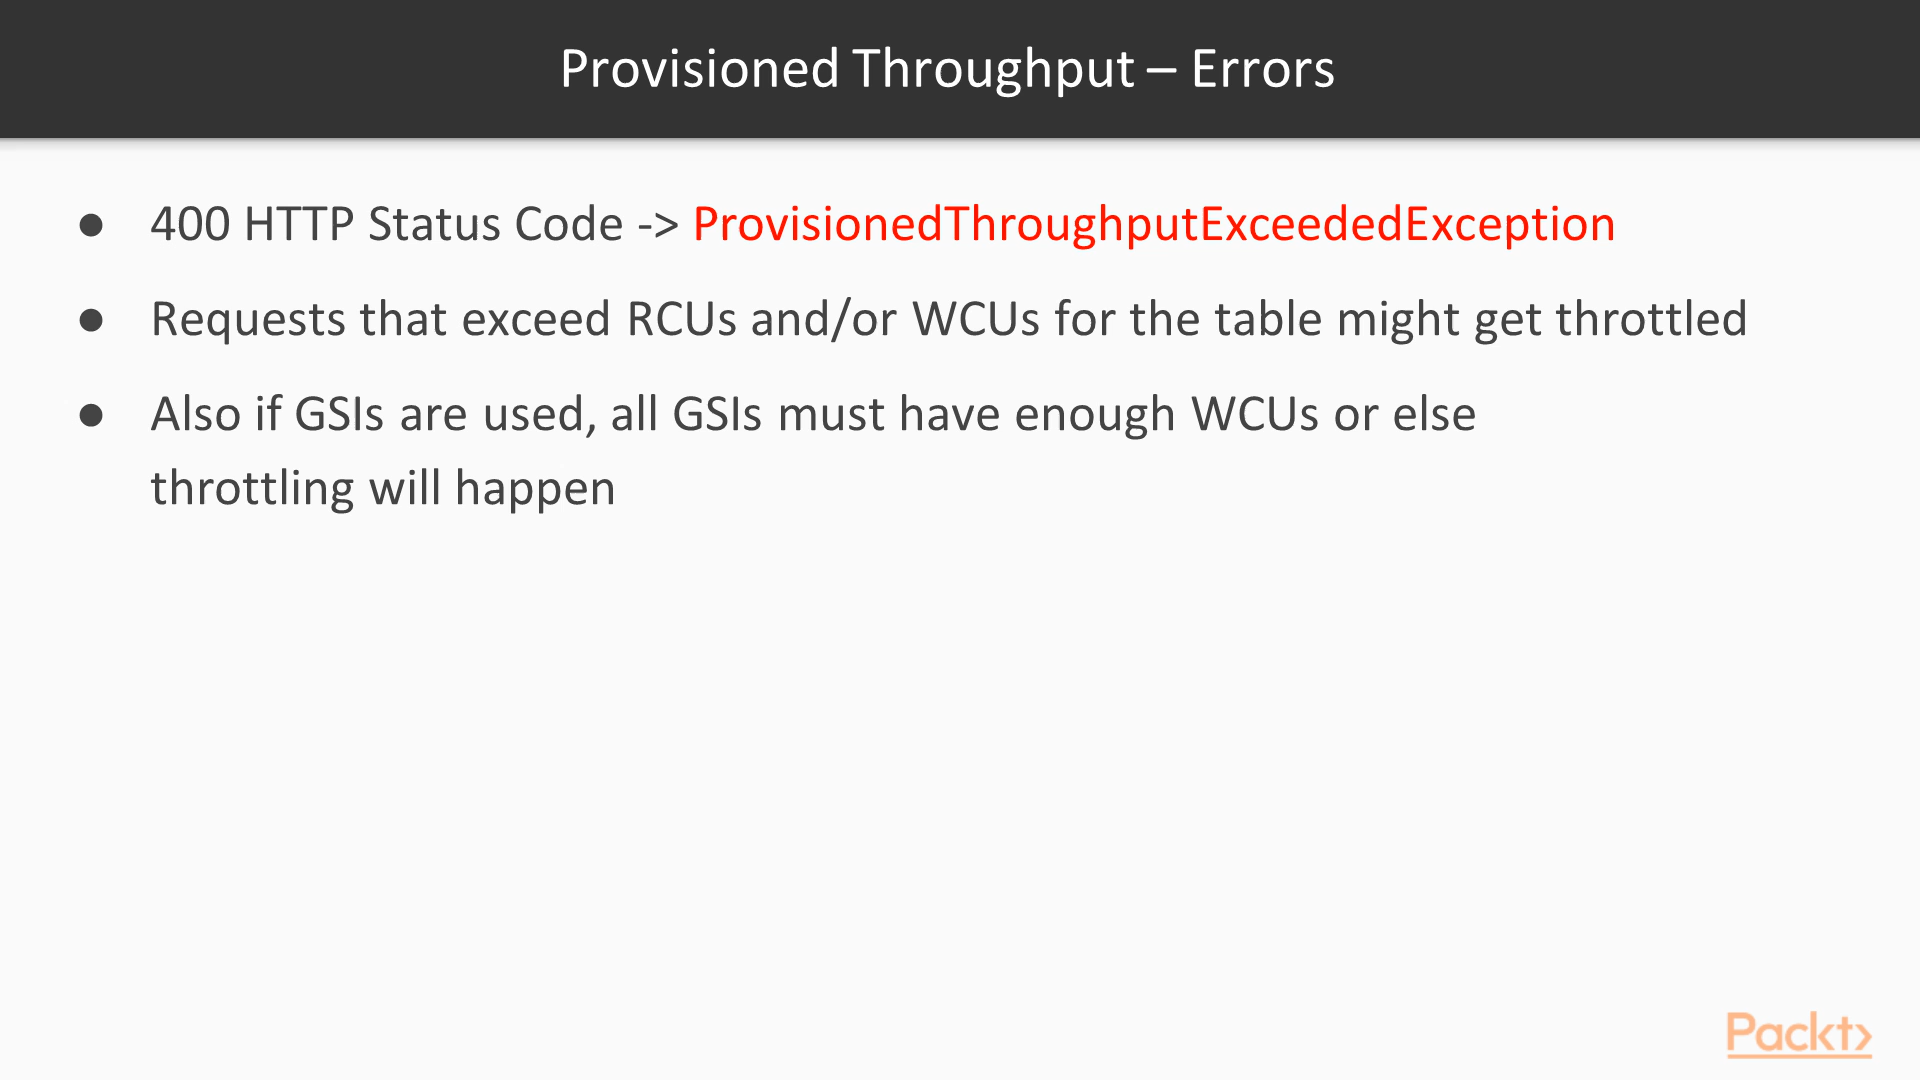 Provisioned Throughput – Errors
● 400 HTTP Status Code -> ProvisionedThroughputExceededException
● Requests that exceed RCUs and/or WCUs for the table might get throttled
● Also if GSIs are used, all GSIs must have enough WCUs or else
throttling will happen
Packt>